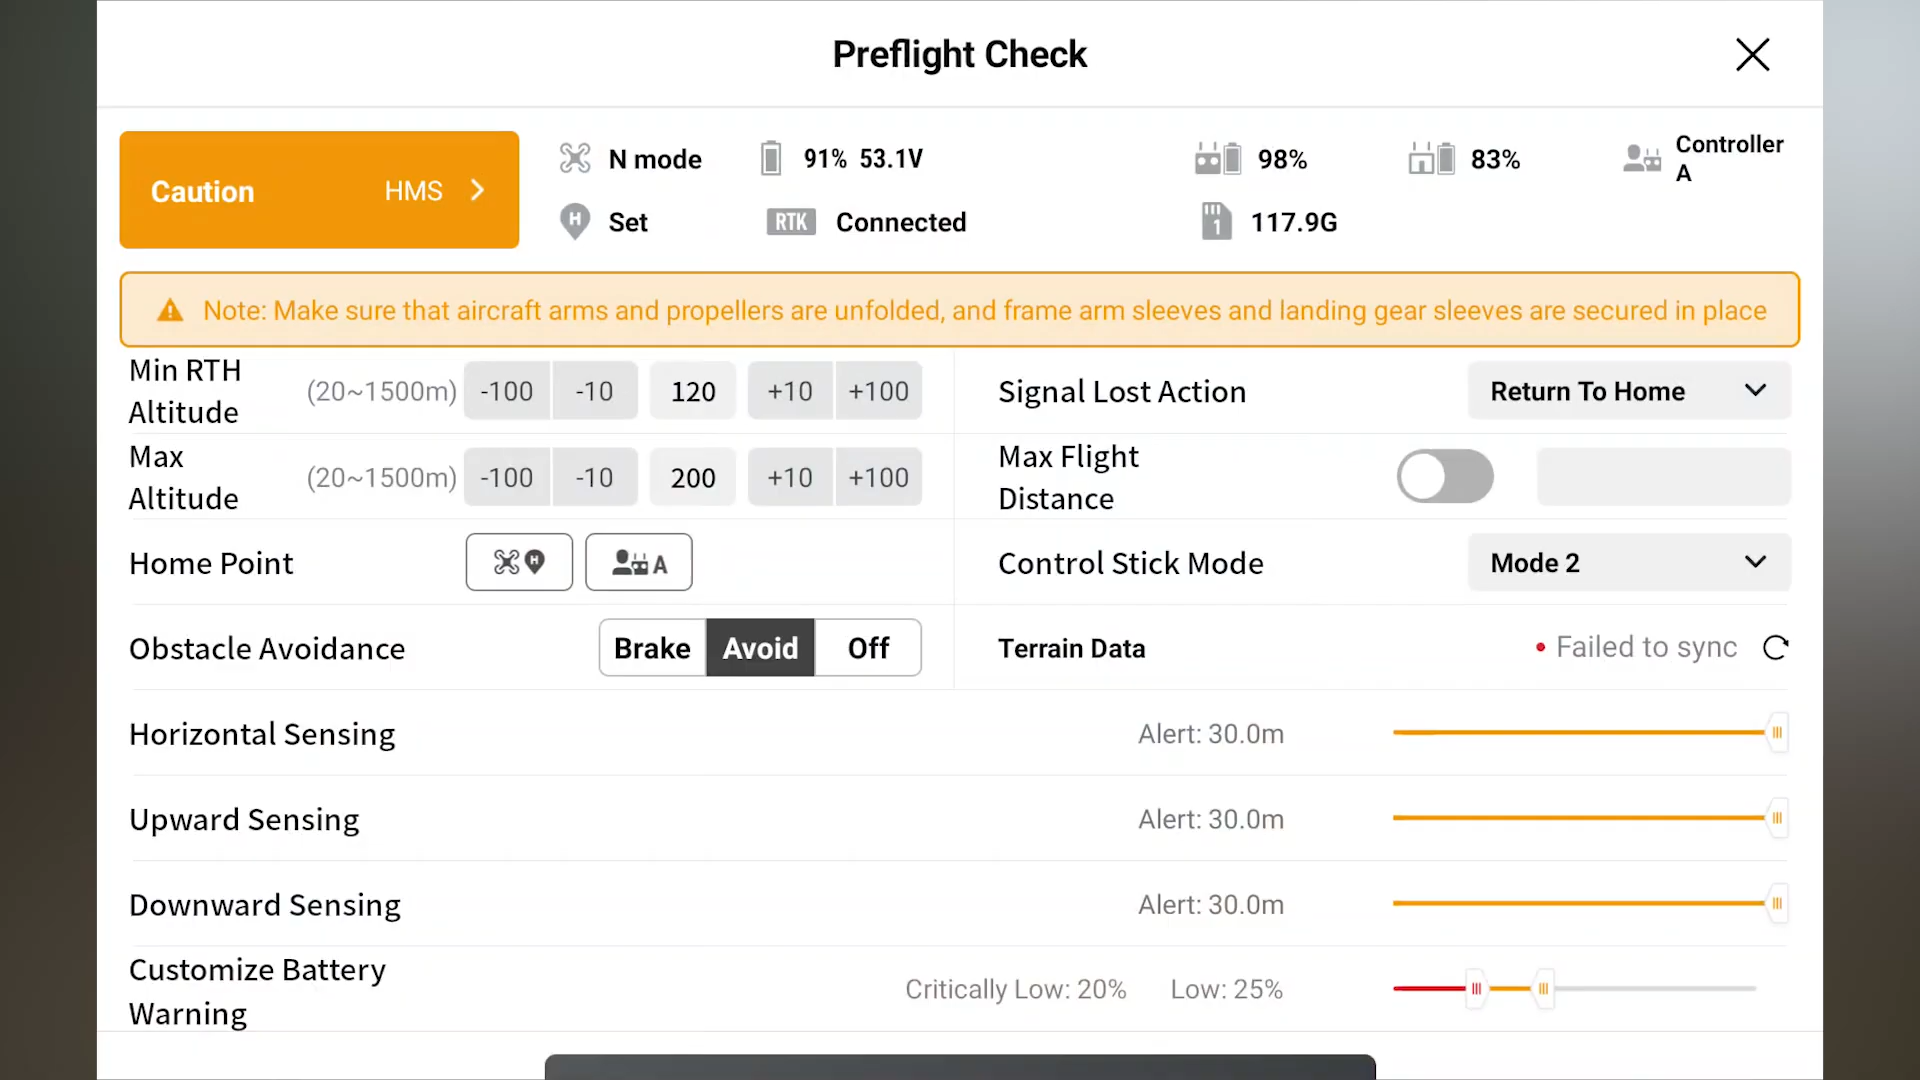 Preflight Check
Caution HMS
N mode 91% 53.1V 98% 83% Controller
A
H Set RTK Connected 1 117.9G
Note: Make sure that aircraft arms and propellers are unfolded, and frame arm sleeves and landing gear sleeves are secured in place
Min RTH
Altitude (20~1500m) -100 -10 120 +10 +100
Signal Lost Action Return To Home
Max
Altitude (20~1500m) -100 -10 200 +10 +100
Max Flight
Distance
Home Point H A
Control Stick Mode Mode 2
Obstacle Avoidance Brake Avoid Off
Terrain Data Failed to sync
Horizontal Sensing Alert: 30.0m
Upward Sensing Alert: 30.0m
Downward Sensing Alert: 30.0m
Customize Battery
Warning Critically Low: 20% Low: 25%